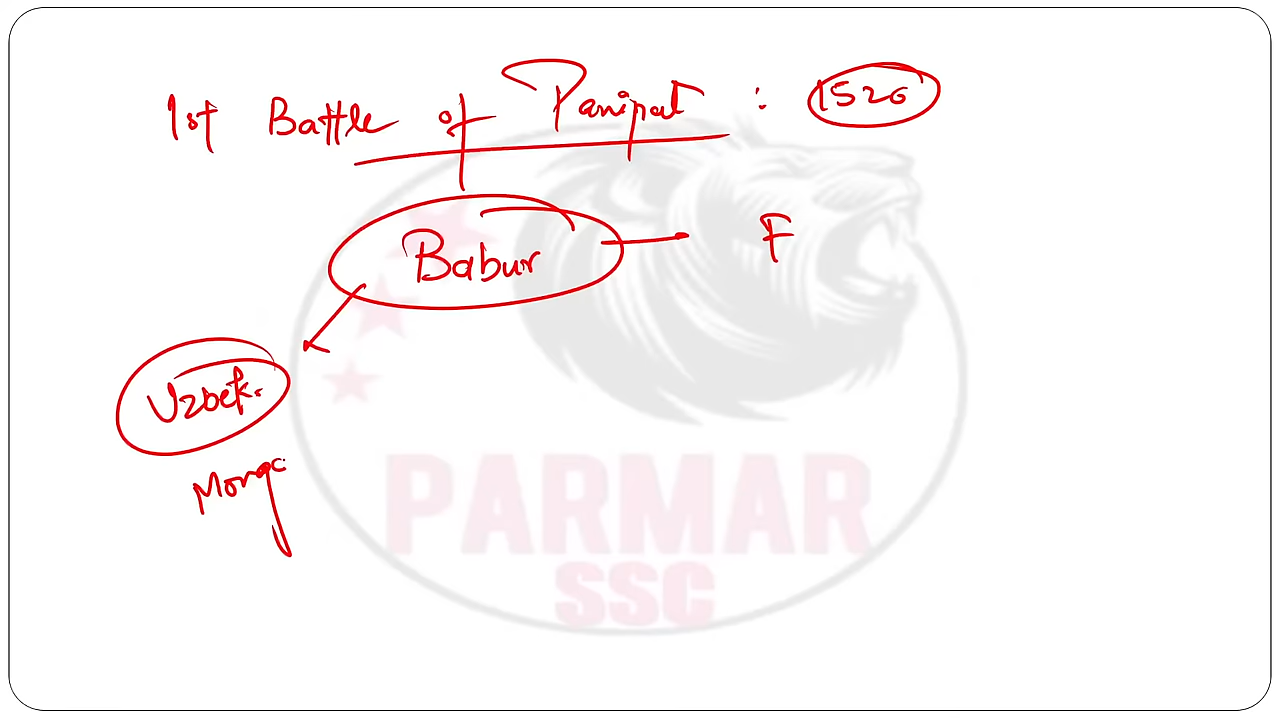 1st Battle of Panipat : 1526
Babur
F
Uzbek.
Mongo
PARMAR
SSC